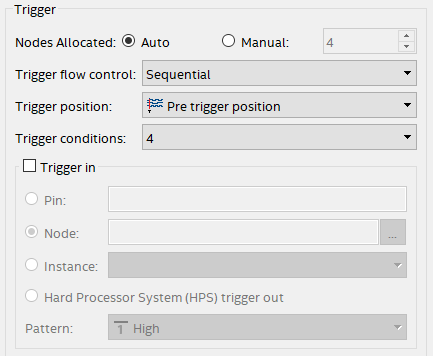 Trigger
Nodes Allocated: Auto Manual: 4
Trigger flow control: Sequential
Trigger position: Pre trigger position
Trigger conditions: 4
Trigger in
Pin:
Node: ...
Instance:
Hard Processor System (HPS) trigger out
Pattern: 1 High